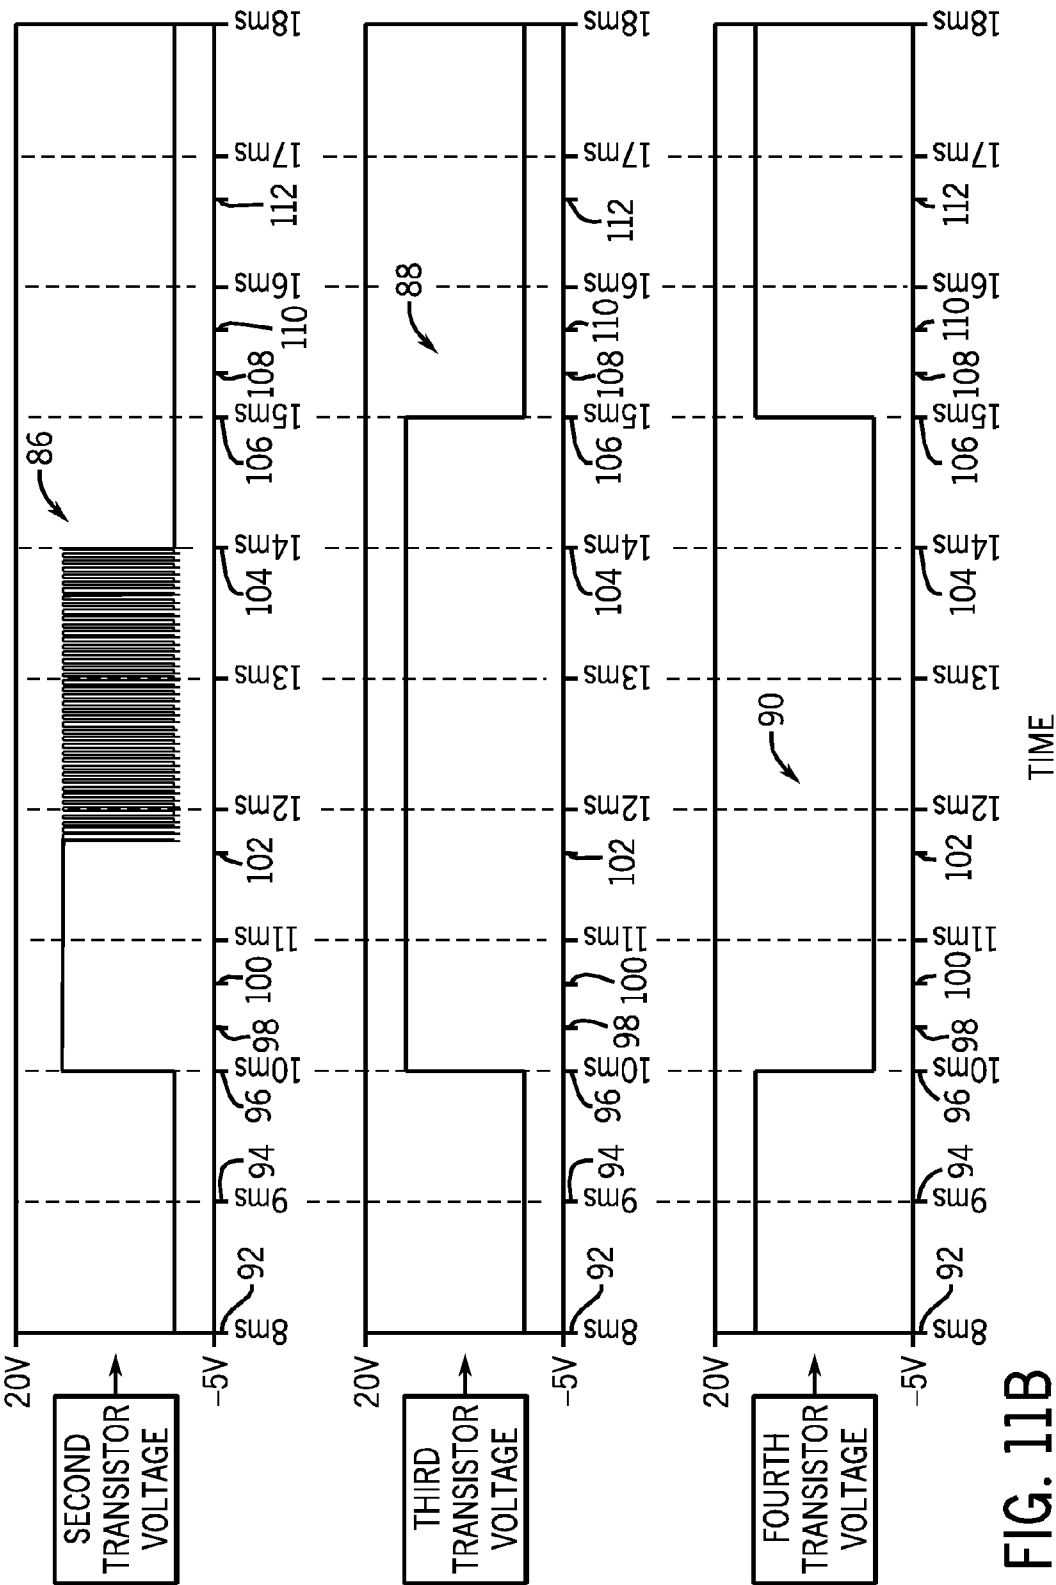 SECOND
TRANSISTOR
VOLTAGE
20V
-5V
8ms
9ms
10ms
11ms
12ms
13ms
14ms
15ms
16ms
17ms
18ms
92
94
96
98
100
102
104
106
108
110
112
86
THIRD
TRANSISTOR
VOLTAGE
20V
-5V
8ms
9ms
10ms
11ms
12ms
13ms
14ms
15ms
16ms
17ms
18ms
92
94
96
98
100
102
104
106
108
110
112
88
FOURTH
TRANSISTOR
VOLTAGE
20V
-5V
8ms
9ms
10ms
11ms
12ms
13ms
14ms
15ms
16ms
17ms
18ms
92
94
96
98
100
102
104
106
108
110
112
90
TIME
FIG. 11B